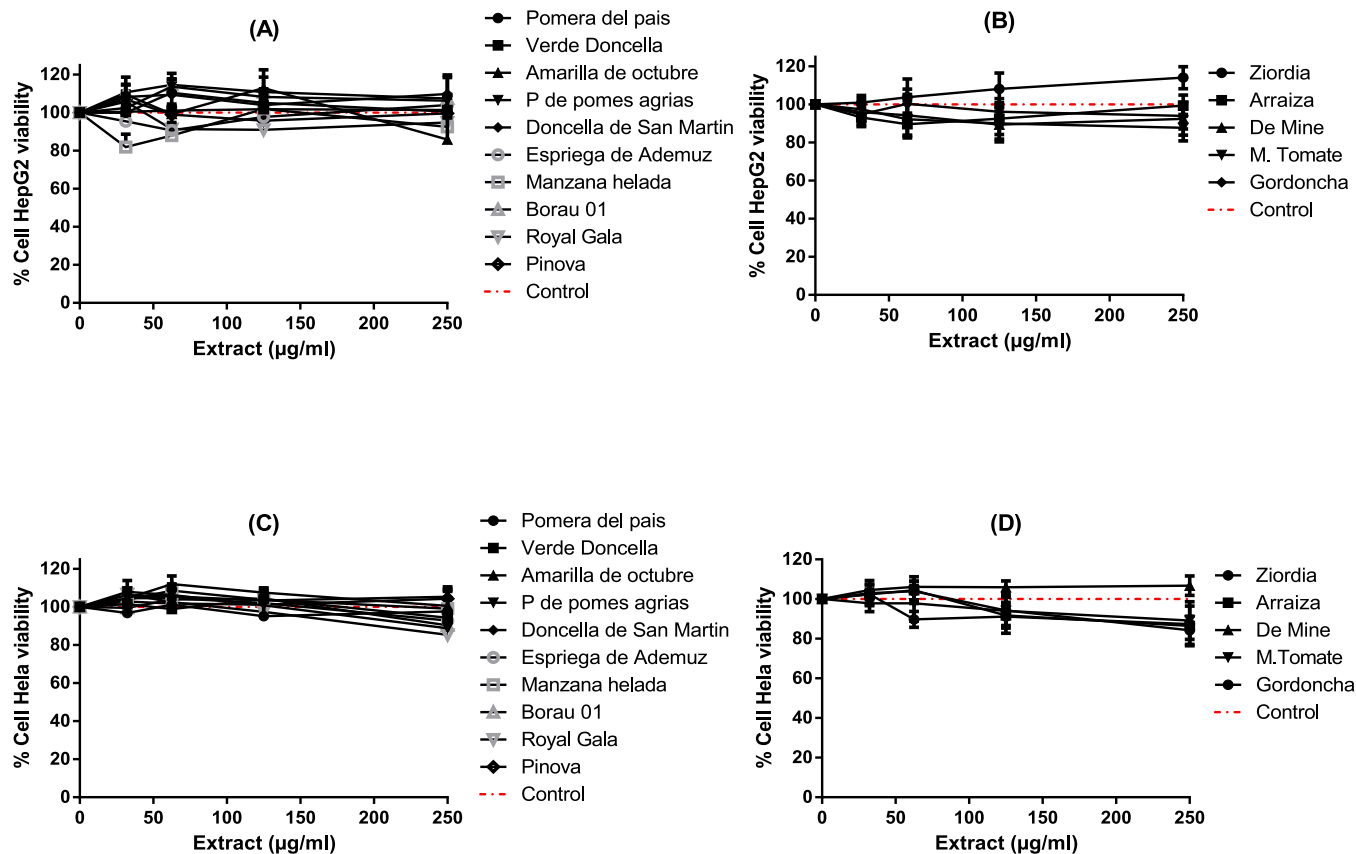 (A)
% Cell HepG2 viability
120
100
80
60
40
20
0
0 50 100 150 200 250
Extract (µg/ml)
Pomera del pais
Verde Doncella
Amarilla de octubre
P de pomes agrias
Doncella de San Martin
Espriega de Ademuz
Manzana helada
Borau 01
Royal Gala
Pinova
Control
(B)
% Cell HepG2 viability
120
100
80
60
40
20
0
0 50 100 150 200 250
Extract (µg/ml)
Ziordia
Arraiza
De Mine
M. Tomate
Gordoncha
Control
(C)
% Cell Hela viability
120
100
80
60
40
20
0
0 50 100 150 200 250
Extract (µg/ml)
Pomera del pais
Verde Doncella
Amarilla de octubre
P de pomes agrias
Doncella de San Martin
Espriega de Ademuz
Manzana helada
Borau 01
Royal Gala
Pinova
Control
(D)
% Cell Hela viability
120
100
80
60
40
20
0
0 50 100 150 200 250
Extract (µg/ml)
Ziordia
Arraiza
De Mine
M.Tomate
Gordoncha
Control